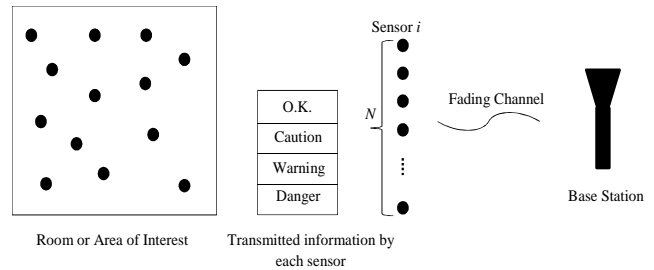 Sensor i
O.K.
Caution
Warning
Danger
N
Fading Channel
Base Station
Room or Area of Interest
Transmitted information by
each sensor